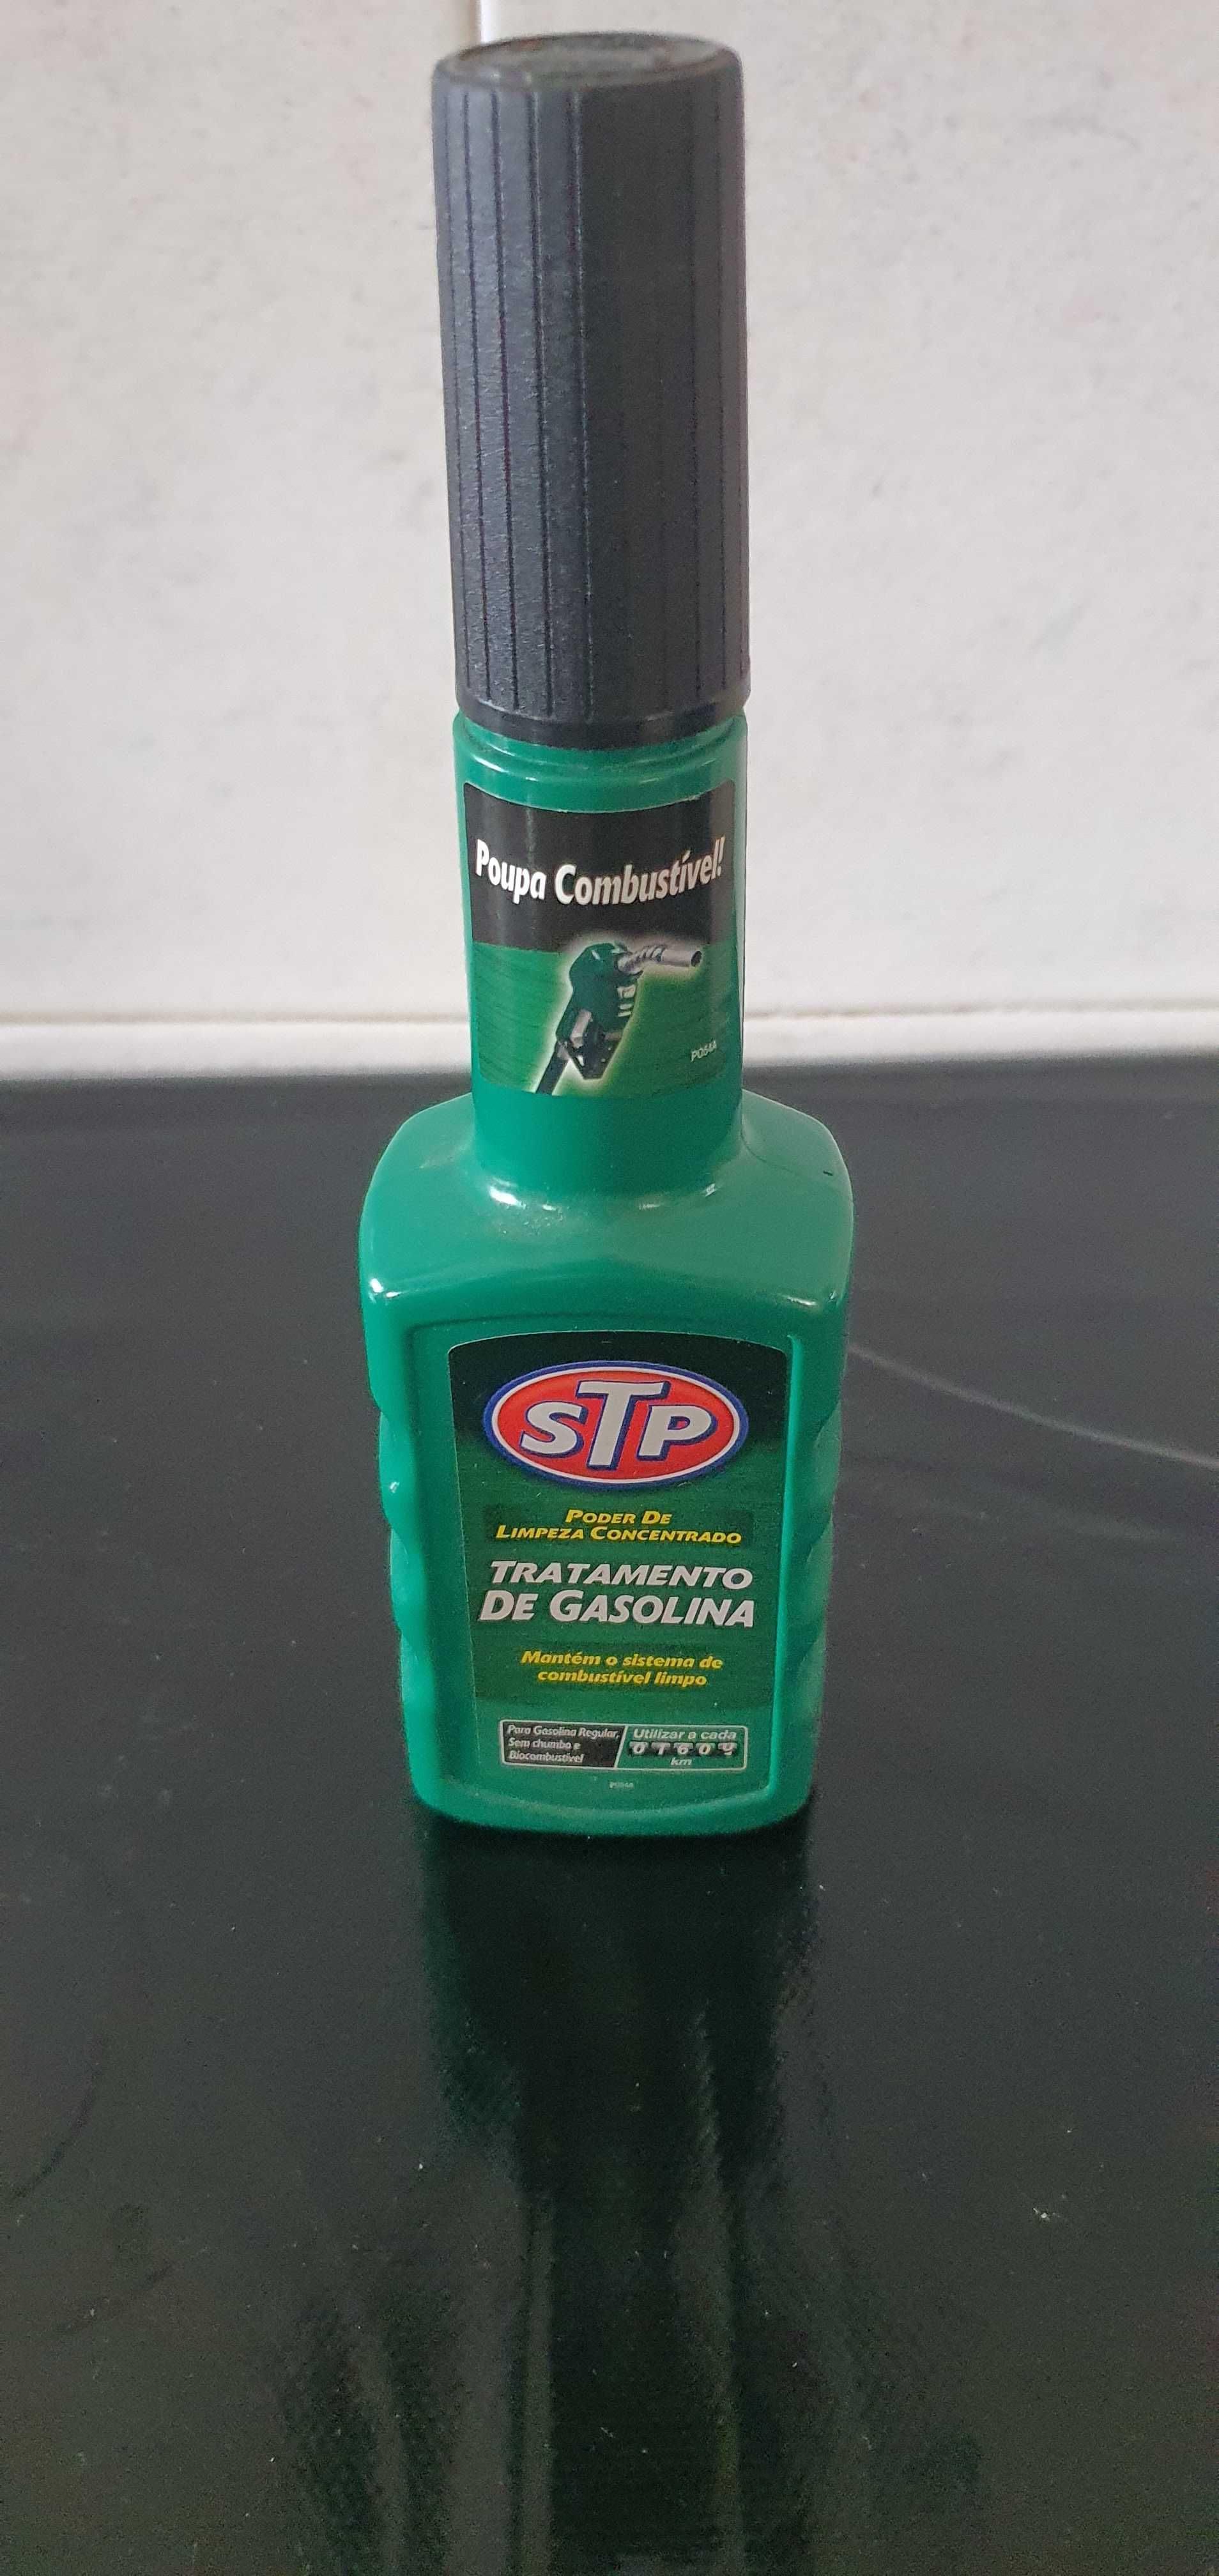 Poupa Combustível!
P064A
STP
PODER DE
LIMPEZA CONCENTRADO
TRATAMENTO
DE GASOLINA
Mantém o sistema de
combustível limpo
Para Gasolina Regular,
Sem chumbo e
Biocombustível
Utilizar a cada
km